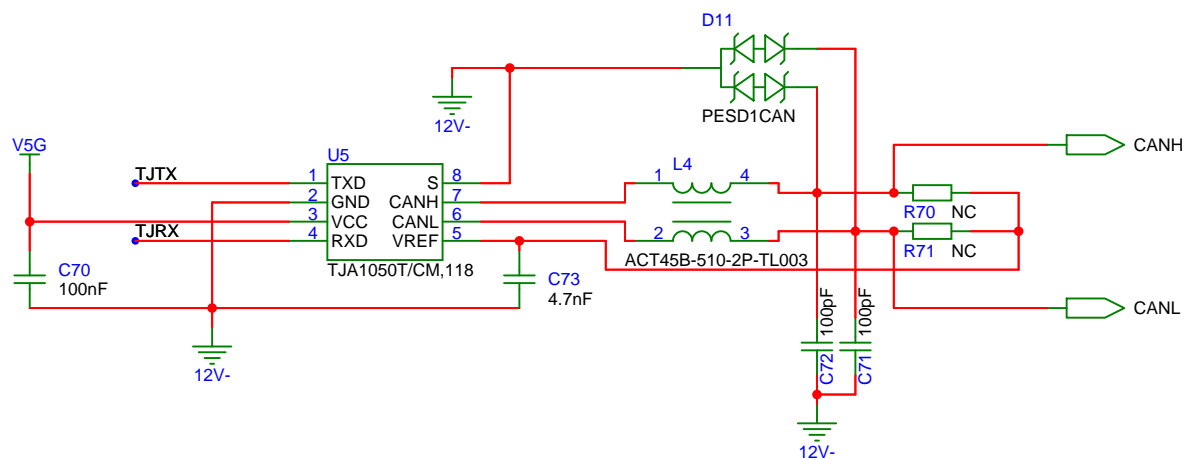 D11
PESD1CAN
12V-
V5G
U5
TJTX
1 TXD S 8
2 GND CANH 7
3 VCC CANL 6
4 RXD VREF 5
TJRX
TJA1050T/CM,118
L4
1 4
2 3
ACT45B-510-2P-TL003
CANH
R70 NC
R71 NC
C70
100nF
C73
4.7nF
100pF
C72
100pF
C71
CANL
12V-
12V-